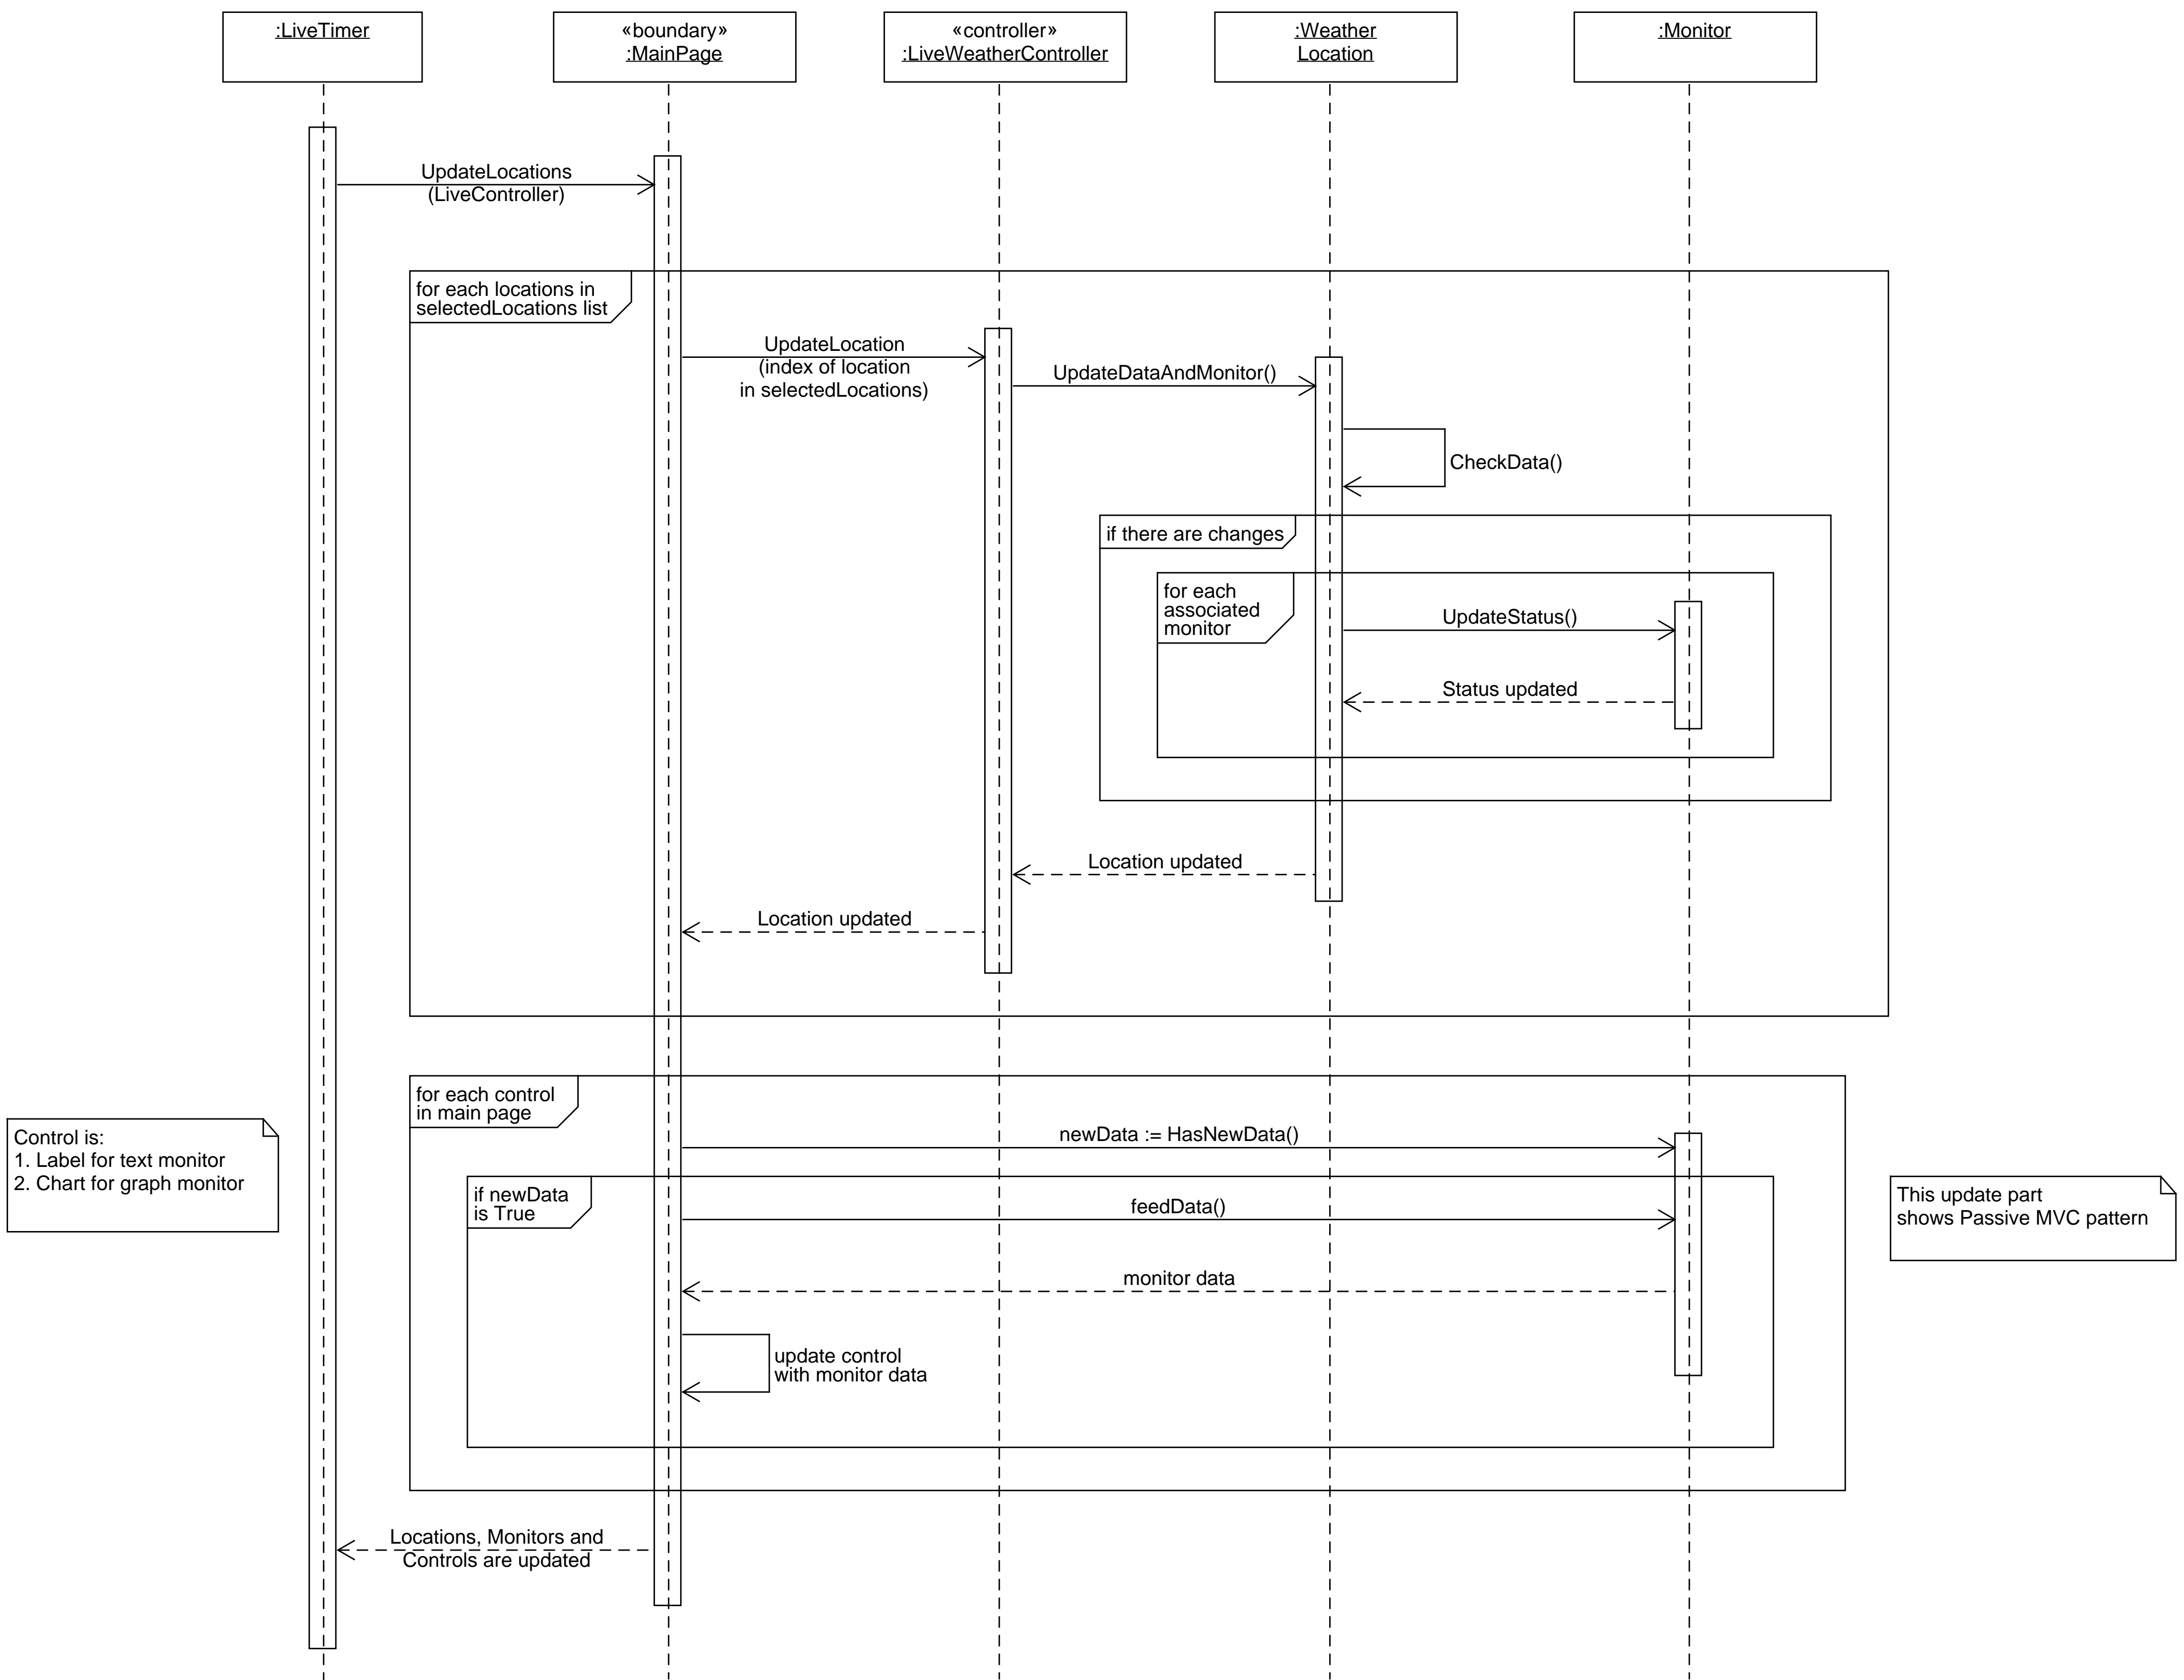 :LiveTimer
«boundary»
:MainPage
«controller»
:LiveWeatherController
:Weather
Location
:Monitor
UpdateLocations
(LiveController)
for each locations in
selectedLocations list
UpdateLocation
(index of location
in selectedLocations)
UpdateDataAndMonitor()
CheckData()
if there are changes
for each
associated
monitor
UpdateStatus()
Status updated
Location updated
Location updated
for each control
in main page
Control is:
1. Label for text monitor
2. Chart for graph monitor
newData := HasNewData()
if newData
is True
feedData()
This update part
shows Passive MVC pattern
monitor data
update control
with monitor data
Locations, Monitors and
Controls are updated